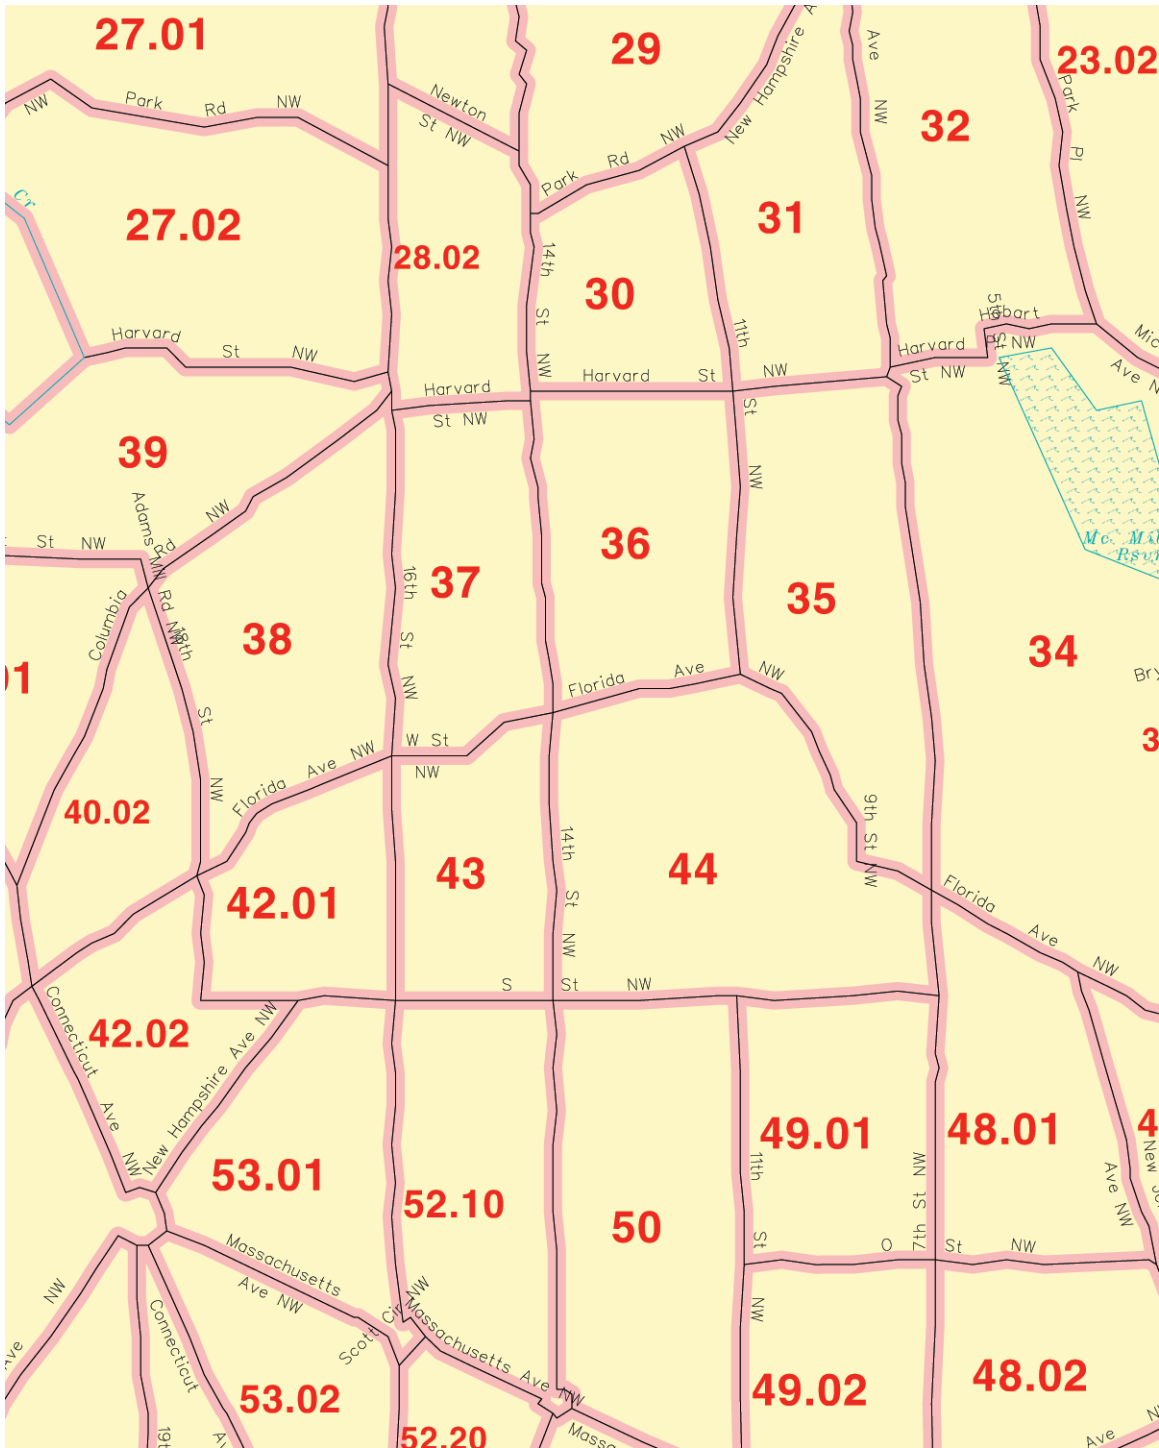 27.01
29
Ave
23.02
Newton
St NW
New Hampshire
NW
Park Rd NW
NW
Park Pl NW
32
NW
Park Rd NW
Cr
27.02
31
28.02
14th St NW
30
11th St NW
Hobart
5th St NW
NW
Harvard St NW
Harvard
St NW
Ave
Harvard
St NW
Harvard St NW
39
Adams Mill Rd NW
St NW
Rd NW
36
37
16th St NW
35
38
Columbia
18th St NW
34
Florida Ave NW
W St
NW
Florida Ave NW
40.02
9th St NW
14th St NW
43
44
42.01
Florida Ave NW
S St NW
Connecticut Ave NW
42.02
New Hampshire Ave NW
49.01
48.01
53.01
52.10
50
11th St NW
7th St NW
Ave NW
O St NW
Massachusetts
Ave NW
NW
Ave
Scott Cir NW
Massachusetts Ave NW
Connecticut
53.02
49.02
48.02
52.20
Ave